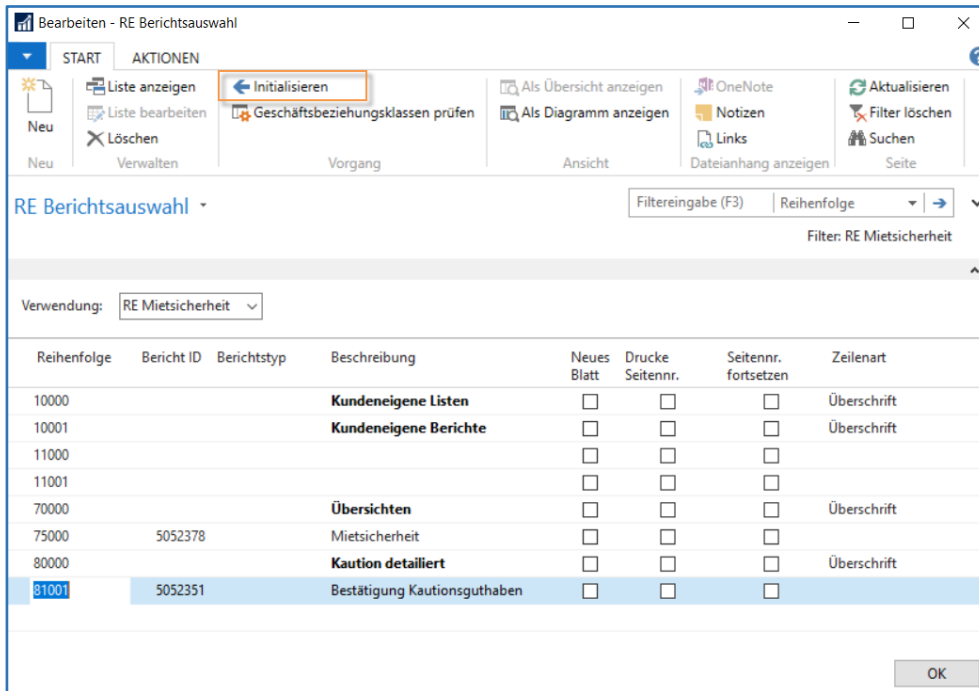 Bearbeiten - RE Berichtsauswahl
START AKTIONEN
Neu
Liste anzeigen
Liste bearbeiten
Löschen
Initialisieren
Geschäftsbeziehungsklassen prüfen
Als Übersicht anzeigen
Als Diagramm anzeigen
OneNote
Notizen
Links
Aktualisieren
Filter löschen
Suchen
Neu Verwalten Vorgang Ansicht Dateianhang anzeigen Seite
RE Berichtsauswahl
Filtereingabe (F3) Reihenfolge
Filter: RE Mietsicherheit
Verwendung: RE Mietsicherheit
Reihenfolge Bericht ID Berichtstyp Beschreibung Neues Blatt Drucke Seitennr. Seitennr. fortsetzen Zeilenart
10000 Kundeneigene Listen Überschrift
10001 Kundeneigene Berichte Überschrift
11000
11001
70000 Übersichten Überschrift
75000 5052378 Mietsicherheit
80000 Kaution detailiert Überschrift
81001 5052351 Bestätigung Kautionsguthaben
OK